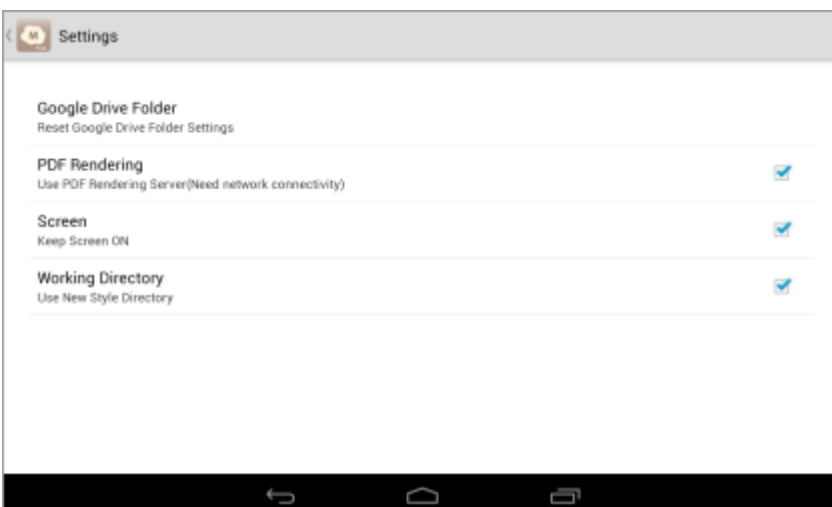 M
Settings
Google Drive Folder
Reset Google Drive Folder Settings
PDF Rendering
Use PDF Rendering Server(Need network connectivity)
Screen
Keep Screen ON
Working Directory
Use New Style Directory